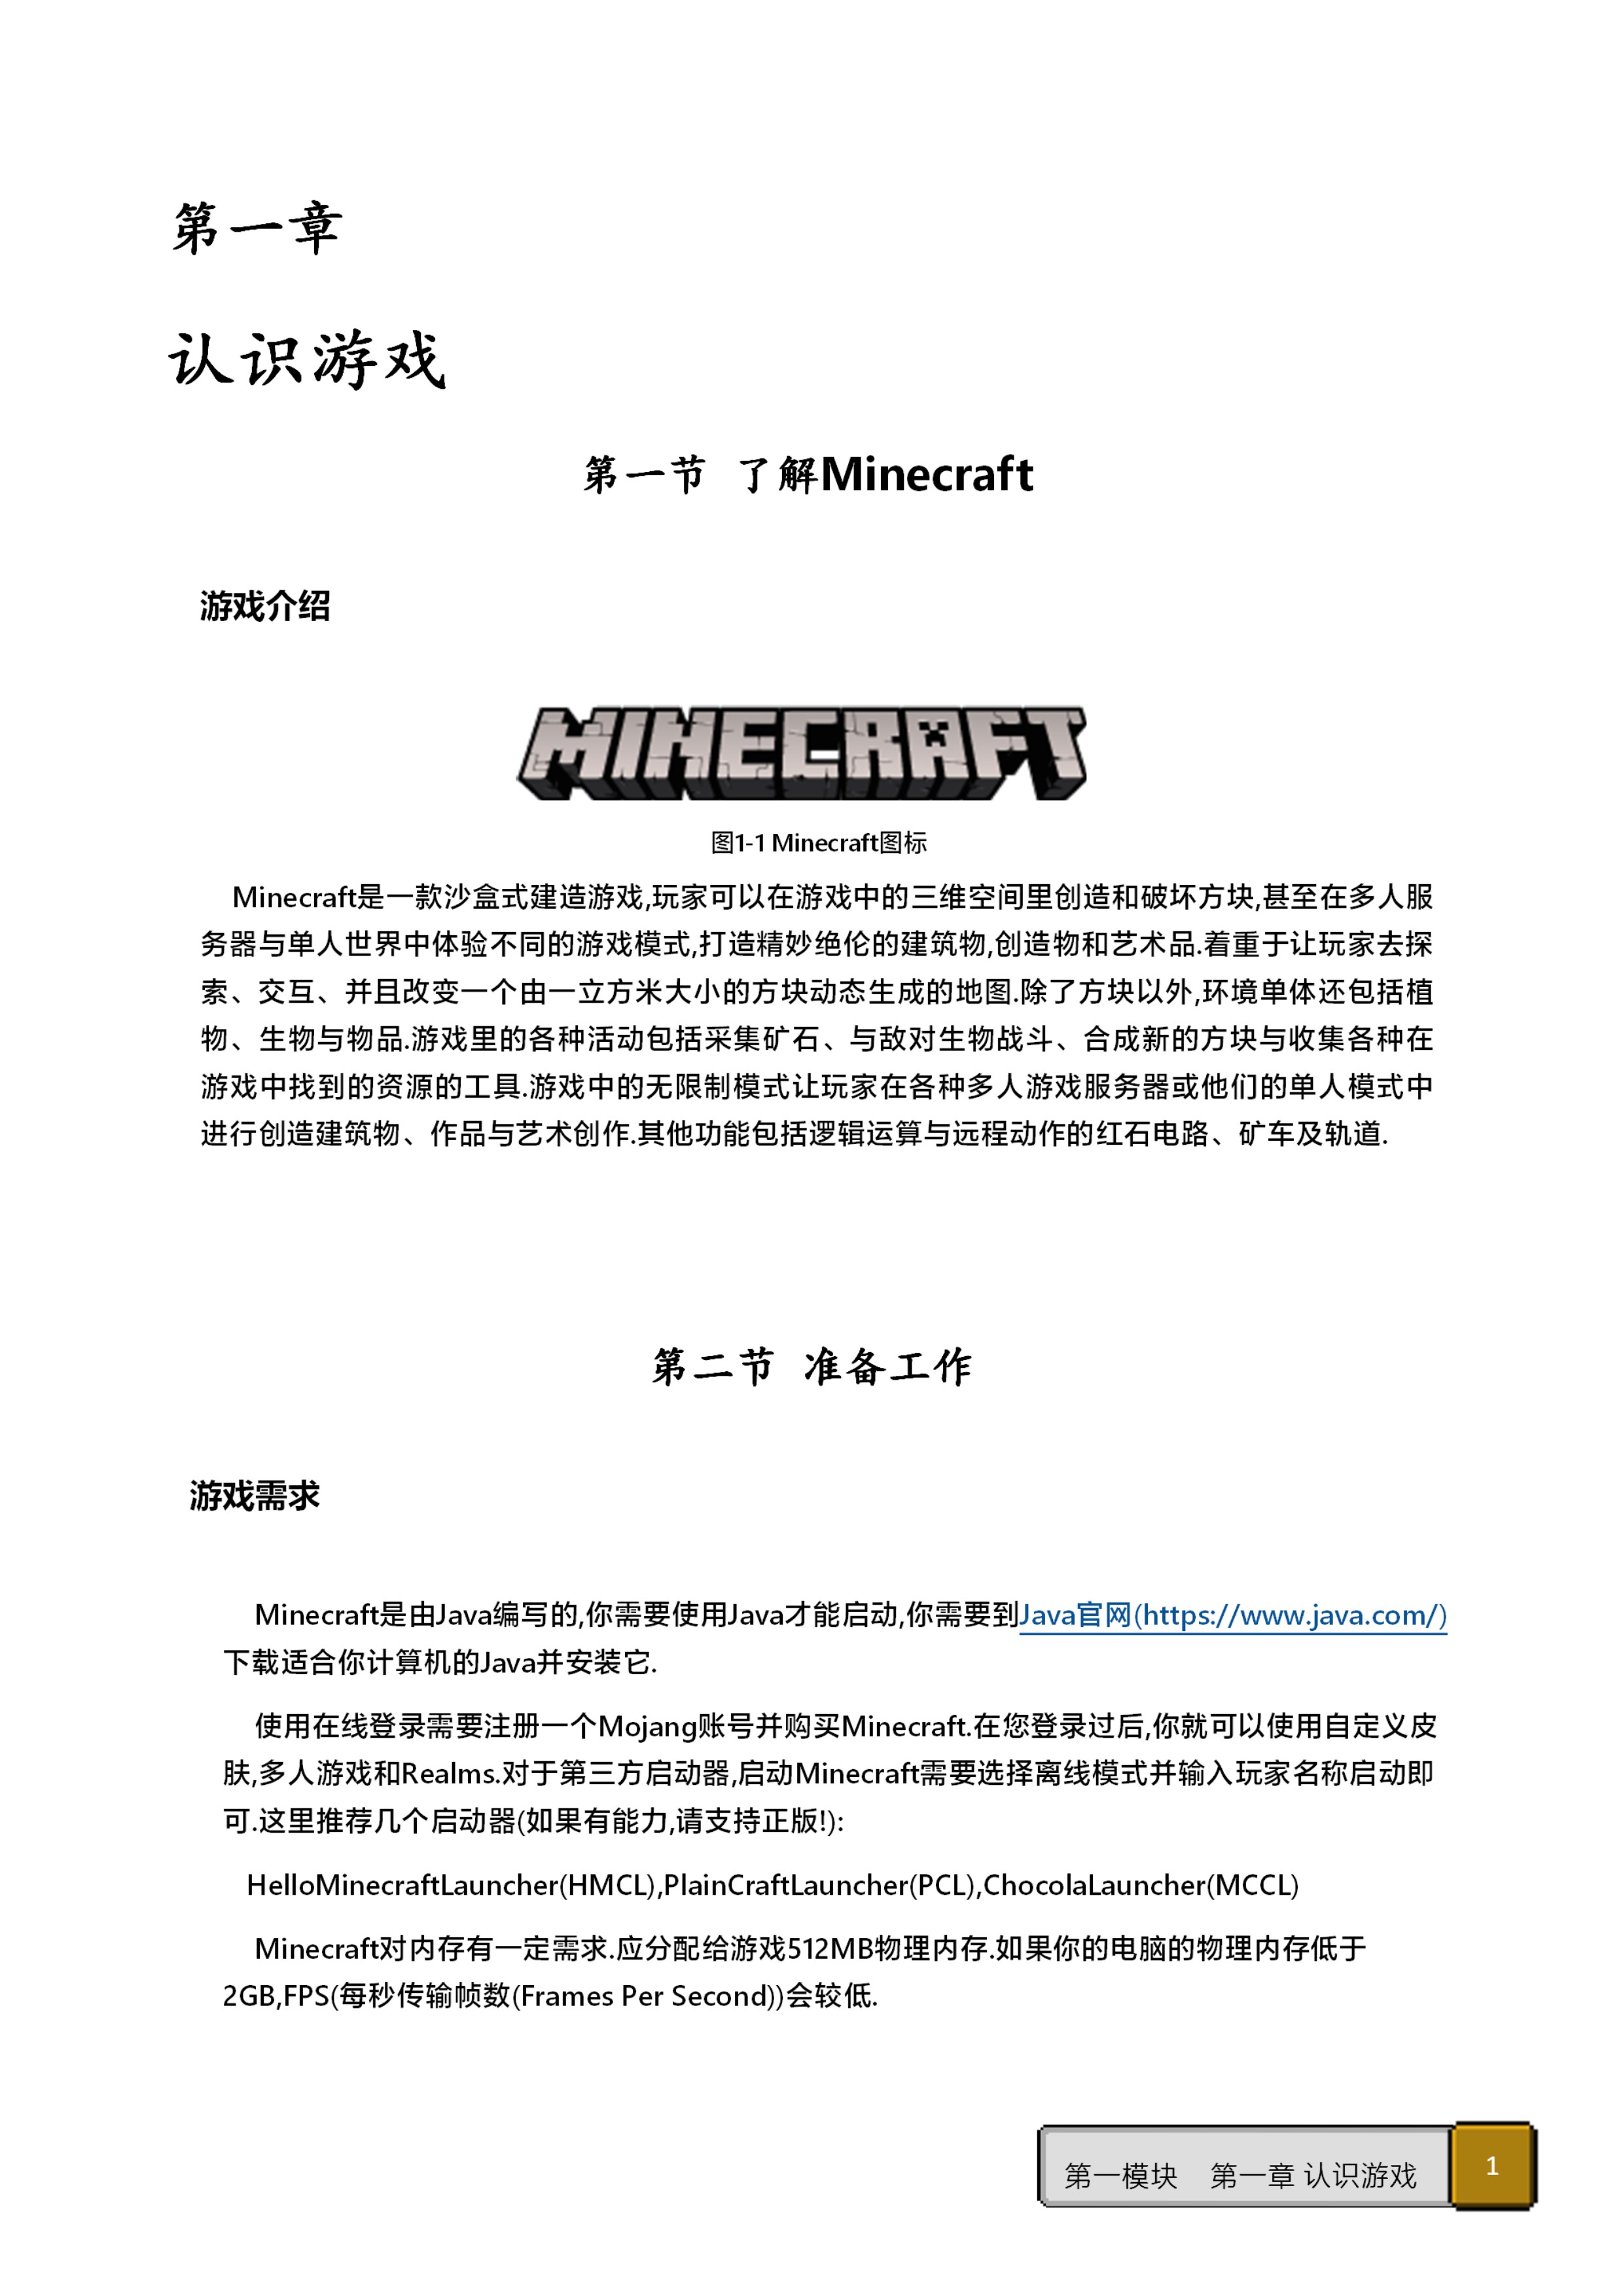 第一章
认识游戏
第一节 了解Minecraft
游戏介绍
MINECRAFT
图1-1 Minecraft图标
Minecraft是一款沙盒式建造游戏,玩家可以在游戏中的三维空间里创造和破坏方块,甚至在多人服
务器与单人世界中体验不同的游戏模式,打造精妙绝伦的建筑物,创造物和艺术品.着重于让玩家去探
索、交互、并且改变一个由一立方米大小的方块动态生成的地图.除了方块以外,环境单体还包括植
物、生物与物品.游戏里的各种活动包括采集矿石、与敌对生物战斗、合成新的方块与收集各种在
游戏中找到的资源的工具.游戏中的无限制模式让玩家在各种多人游戏服务器或他们的单人模式中
进行创造建筑物、作品与艺术创作.其他功能包括逻辑运算与远程动作的红石电路、矿车及轨道.
第二节 准备工作
游戏需求
Minecraft是由Java编写的,你需要使用Java才能启动,你需要到Java官网(https://www.java.com/)
下载适合你计算机的Java并安装它.
使用在线登录需要注册一个Mojang账号并购买Minecraft.在您登录过后,你就可以使用自定义皮
肤,多人游戏和Realms.对于第三方启动器,启动Minecraft需要选择离线模式并输入玩家名称启动即
可.这里推荐几个启动器(如果有能力,请支持正版!):
HelloMinecraftLauncher(HMCL),PlainCraftLauncher(PCL),ChocolaLauncher(MCCL)
Minecraft对内存有一定需求.应分配给游戏512MB物理内存.如果你的电脑的物理内存低于
2GB,FPS(每秒传输帧数(Frames Per Second))会较低.
第一模块 第一章 认识游戏 1